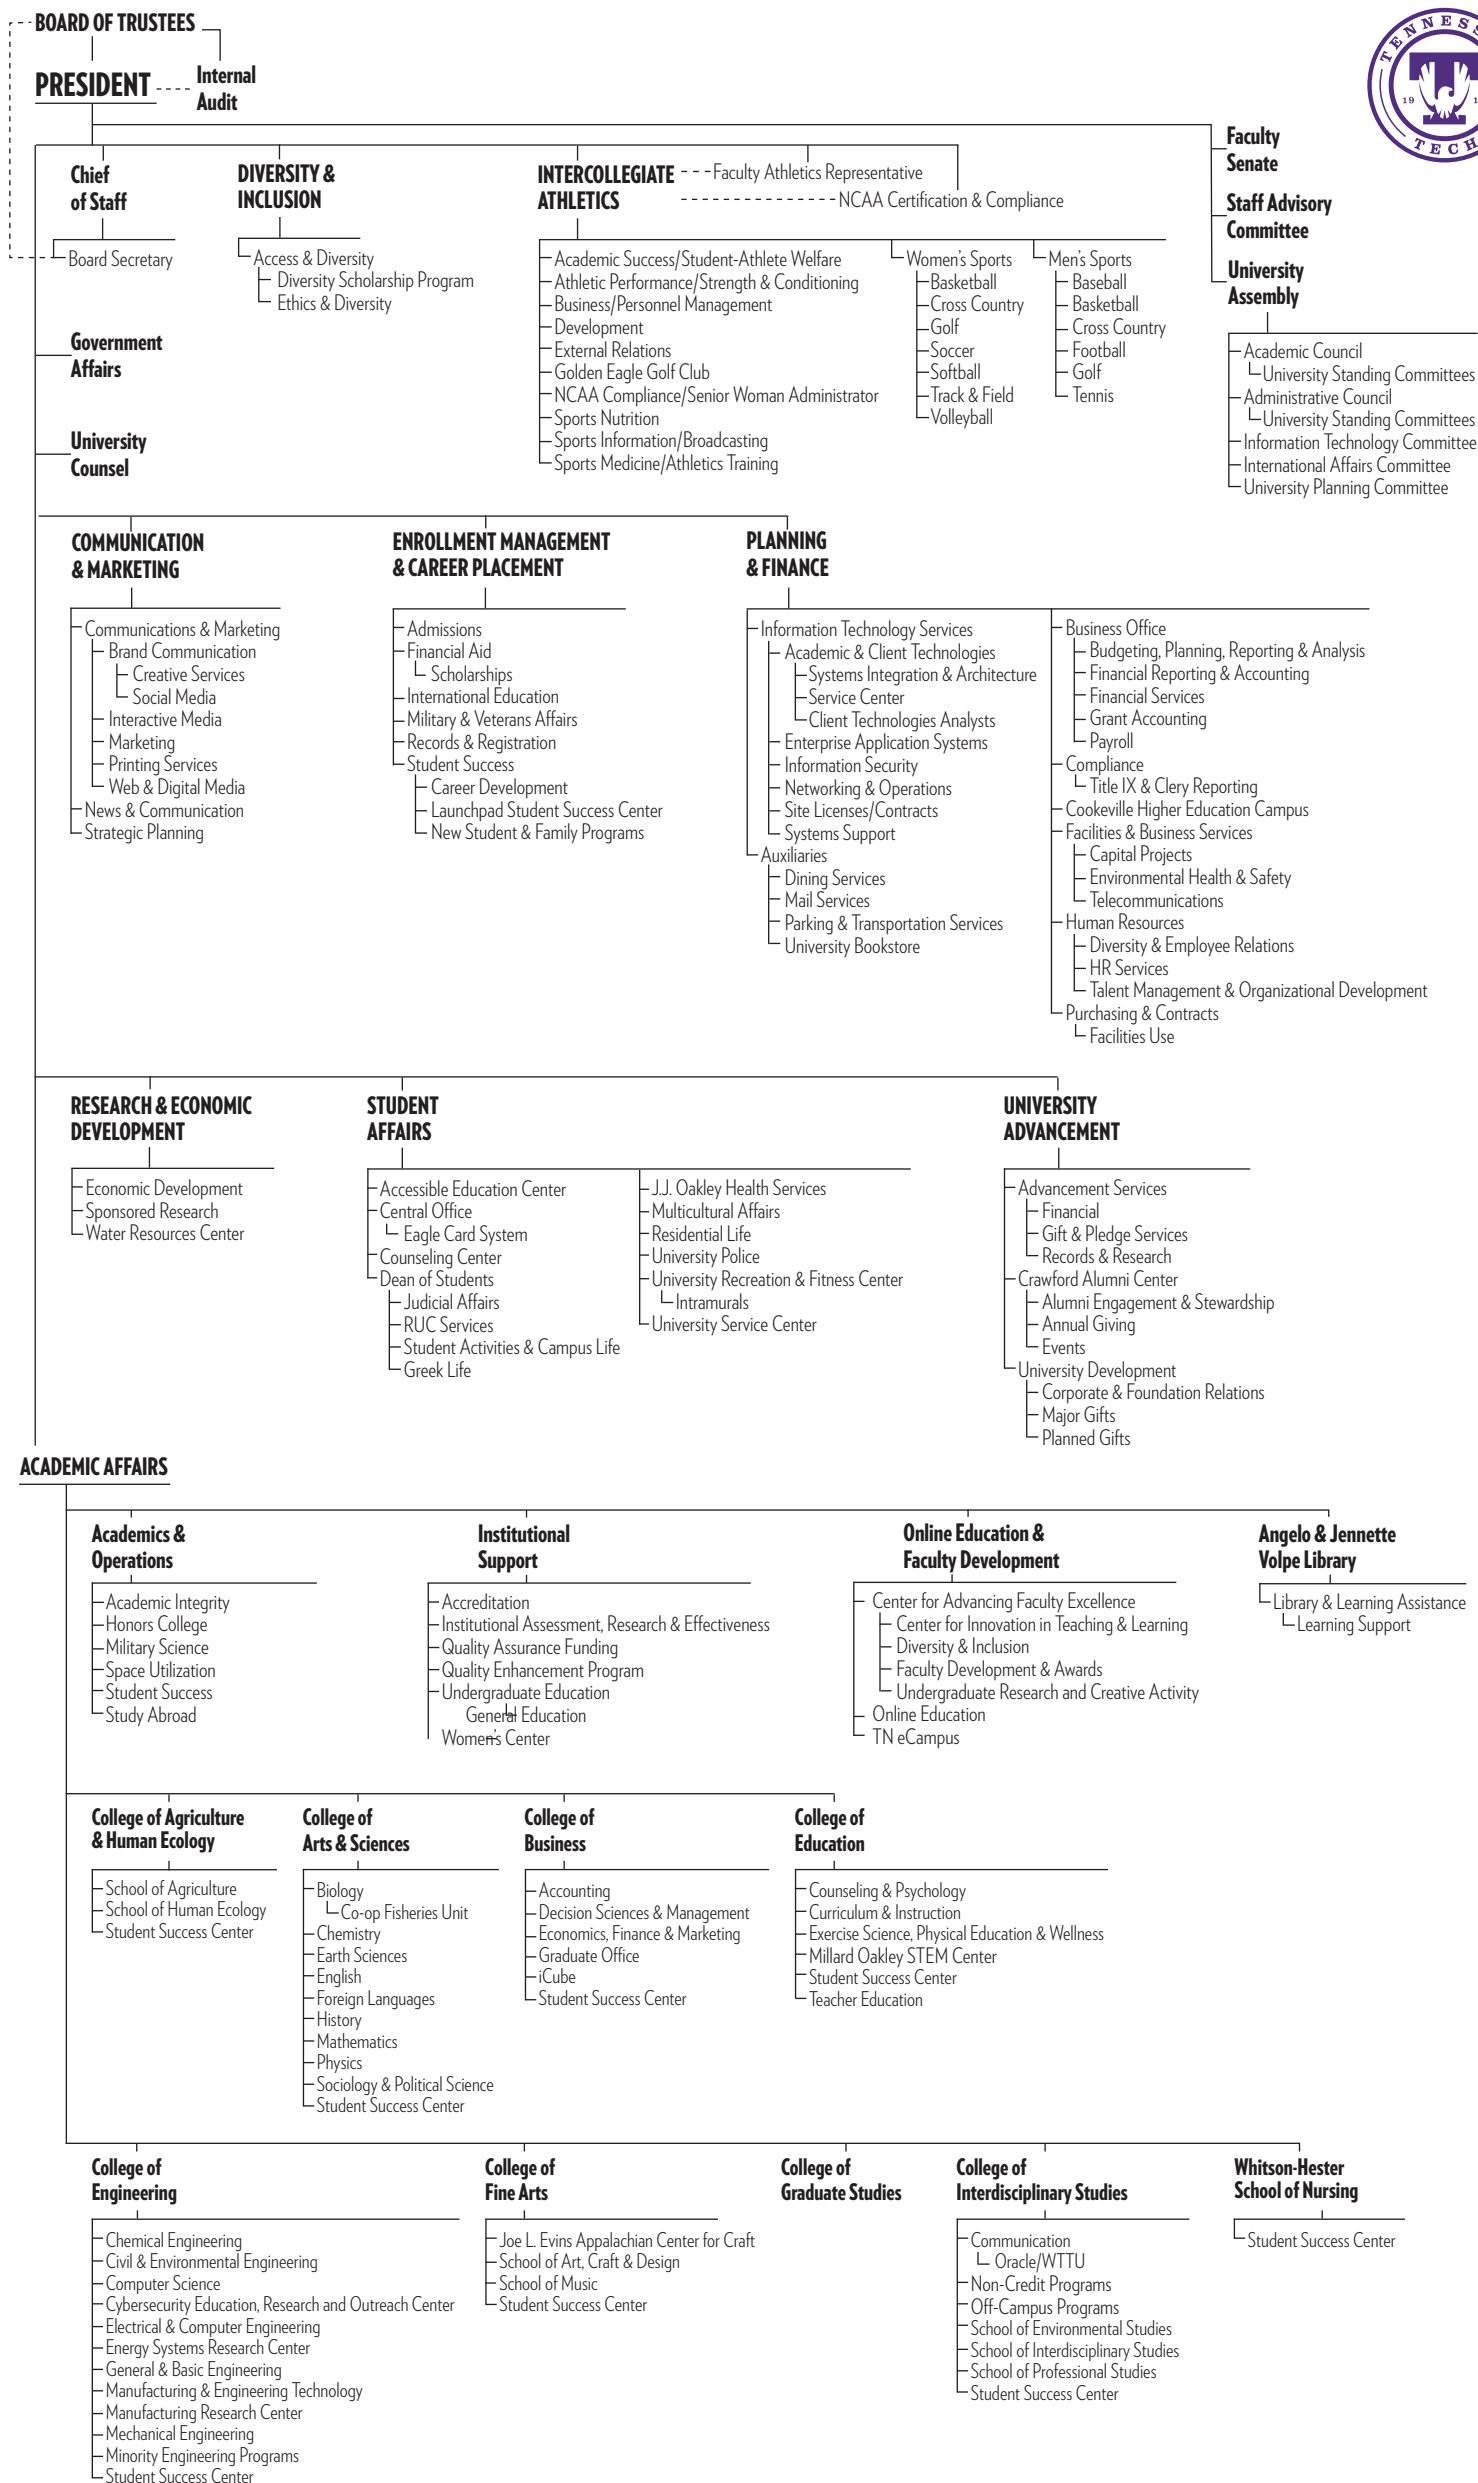 BOARD OF TRUSTEES
PRESIDENT
Internal
Audit
TENNESS
19
1
TECH
Faculty
Senate
Staff Advisory
Committee
University
Assembly
Academic Council
University Standing Committees
Administrative Council
University Standing Committees
Information Technology Committee
International Affairs Committee
University Planning Committee
Chief
of Staff
Board Secretary
Government
Affairs
University
Counsel
DIVERSITY &
INCLUSION
Access & Diversity
Diversity Scholarship Program
Ethics & Diversity
INTERCOLLEGIATE
ATHLETICS
Faculty Athletics Representative
NCAA Certification & Compliance
Academic Success/Student-Athlete Welfare
Athletic Performance/Strength & Conditioning
Business/Personnel Management
Development
External Relations
Golden Eagle Golf Club
NCAA Compliance/Senior Woman Administrator
Sports Nutrition
Sports Information/Broadcasting
Sports Medicine/Athletics Training
Women's Sports
Basketball
Cross Country
Golf
Soccer
Softball
Track & Field
Volleyball
Men's Sports
Baseball
Basketball
Cross Country
Football
Golf
Tennis
COMMUNICATION
& MARKETING
Communications & Marketing
Brand Communication
Creative Services
Social Media
Interactive Media
Marketing
Printing Services
Web & Digital Media
News & Communication
Strategic Planning
ENROLLMENT MANAGEMENT
& CAREER PLACEMENT
Admissions
Financial Aid
Scholarships
International Education
Military & Veterans Affairs
Records & Registration
Student Success
Career Development
Launchpad Student Success Center
New Student & Family Programs
PLANNING
& FINANCE
Information Technology Services
Academic & Client Technologies
Systems Integration & Architecture
Service Center
Client Technologies Analysts
Enterprise Application Systems
Information Security
Networking & Operations
Site Licenses/Contracts
Systems Support
Auxiliaries
Dining Services
Mail Services
Parking & Transportation Services
University Bookstore
Business Office
Budgeting, Planning, Reporting & Analysis
Financial Reporting & Accounting
Financial Services
Grant Accounting
Payroll
Compliance
Title IX & Clery Reporting
Cookeville Higher Education Campus
Facilities & Business Services
Capital Projects
Environmental Health & Safety
Telecommunications
Human Resources
Diversity & Employee Relations
HR Services
Talent Management & Organizational Development
Purchasing & Contracts
Facilities Use
RESEARCH & ECONOMIC
DEVELOPMENT
Economic Development
Sponsored Research
Water Resources Center
STUDENT
AFFAIRS
Accessible Education Center
Central Office
Eagle Card System
Counseling Center
Dean of Students
Judicial Affairs
RUC Services
Student Activities & Campus Life
Greek Life
J.J. Oakley Health Services
Multicultural Affairs
Residential Life
University Police
University Recreation & Fitness Center
Intramurals
University Service Center
UNIVERSITY
ADVANCEMENT
Advancement Services
Financial
Gift & Pledge Services
Records & Research
Crawford Alumni Center
Alumni Engagement & Stewardship
Annual Giving
Events
University Development
Corporate & Foundation Relations
Major Gifts
Planned Gifts
ACADEMIC AFFAIRS
Academics &
Operations
Academic Integrity
Honors College
Military Science
Space Utilization
Student Success
Study Abroad
Institutional
Support
Accreditation
Institutional Assessment, Research & Effectiveness
Quality Assurance Funding
Quality Enhancement Program
Undergraduate Education
General Education
Women's Center
Online Education &
Faculty Development
Center for Advancing Faculty Excellence
Center for Innovation in Teaching & Learning
Diversity & Inclusion
Faculty Development & Awards
Undergraduate Research and Creative Activity
Online Education
TN eCampus
Angelo & Jennette
Volpe Library
Library & Learning Assistance
Learning Support
College of Agriculture
& Human Ecology
School of Agriculture
School of Human Ecology
Student Success Center
College of
Arts & Sciences
Biology
Co-op Fisheries Unit
Chemistry
Earth Sciences
English
Foreign Languages
History
Mathematics
Physics
Sociology & Political Science
Student Success Center
College of
Business
Accounting
Decision Sciences & Management
Economics, Finance & Marketing
Graduate Office
iCube
Student Success Center
College of
Education
Counseling & Psychology
Curriculum & Instruction
Exercise Science, Physical Education & Wellness
Millard Oakley STEM Center
Student Success Center
Teacher Education
College of
Engineering
Chemical Engineering
Civil & Environmental Engineering
Computer Science
Cybersecurity Education, Research and Outreach Center
Electrical & Computer Engineering
Energy Systems Research Center
General & Basic Engineering
Manufacturing & Engineering Technology
Manufacturing Research Center
Mechanical Engineering
Minority Engineering Programs
Student Success Center
College of
Fine Arts
Joe L. Evins Appalachian Center for Craft
School of Art, Craft & Design
School of Music
Student Success Center
College of
Graduate Studies
College of
Interdisciplinary Studies
Communication
Oracle/WTTU
Non-Credit Programs
Off-Campus Programs
School of Environmental Studies
School of Interdisciplinary Studies
School of Professional Studies
Student Success Center
Whitson-Hester
School of Nursing
Student Success Center